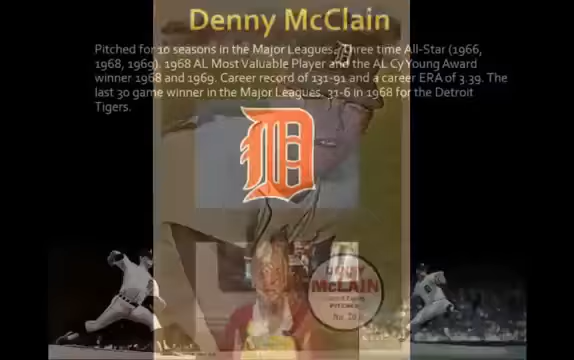 Denny McClain
Pitched for 10 seasons in the Major Leagues. Three time All-Star (1966,
1968, 1969). 1968 AL Most Valuable Player and the AL Cy Young Award
winner 1968 and 1969. Career record of 131-91 and a career ERA of 3.39. The
last 30 game winner in the Major Leagues. 31-6 in 1968 for the Detroit
Tigers.
D
McLAIN
PITCHER